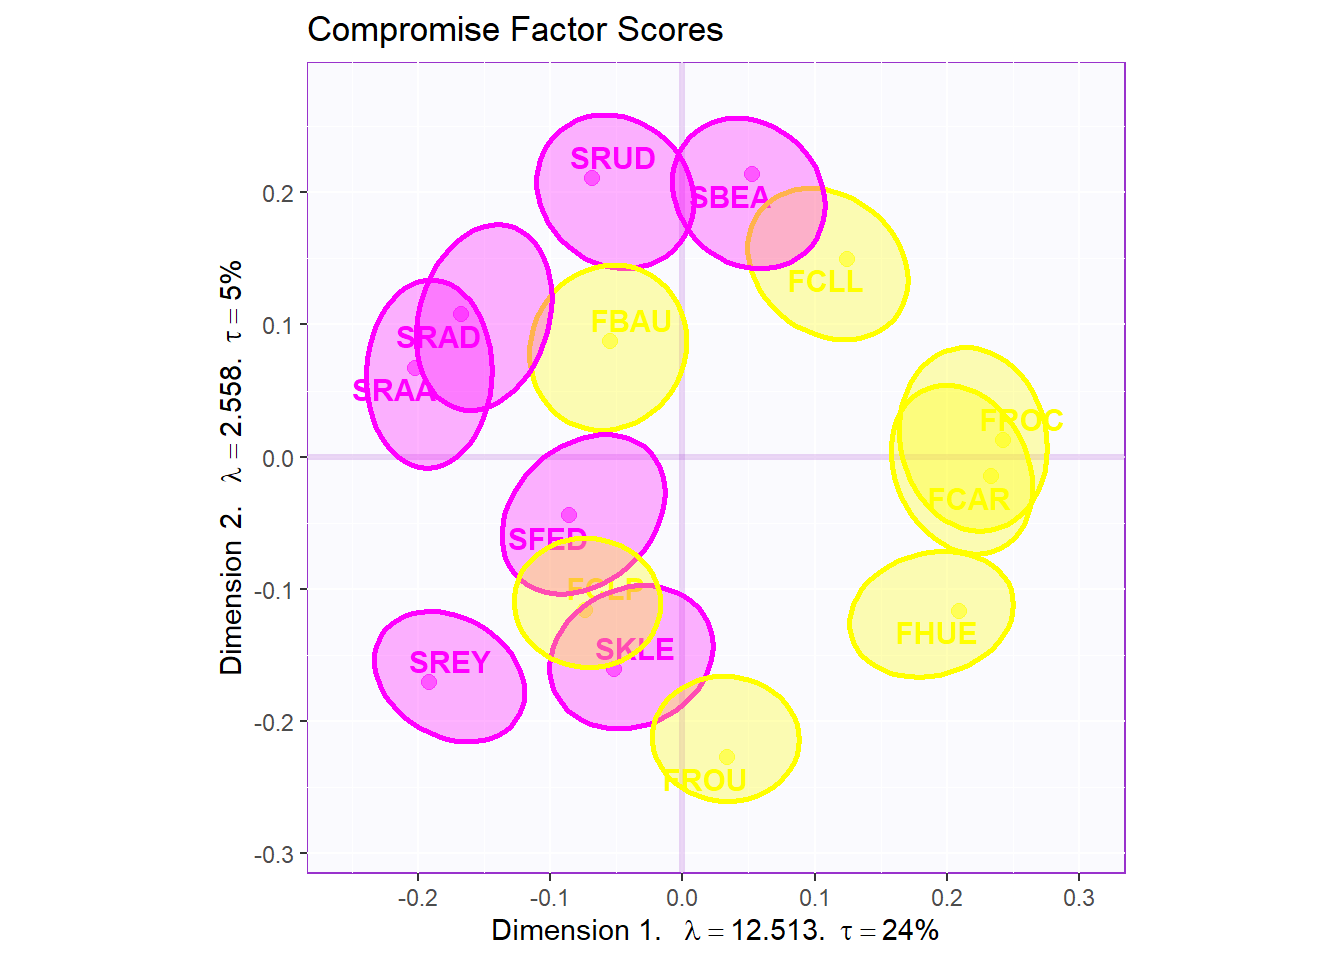 Compromise Factor Scores
SRUD
SBEA
FCLL
FBAU
SRAD
SRAA
FROC
FCAR
SFED
FCLP
FHUE
SKLE
SREY
FROU
0.2
0.1
0.0
-0.1
-0.2
-0.3
-0.2
-0.1
0.0
0.1
0.2
0.3
Dimension 2. λ = 2.558. τ = 5%
Dimension 1. λ = 12.513. τ = 24%